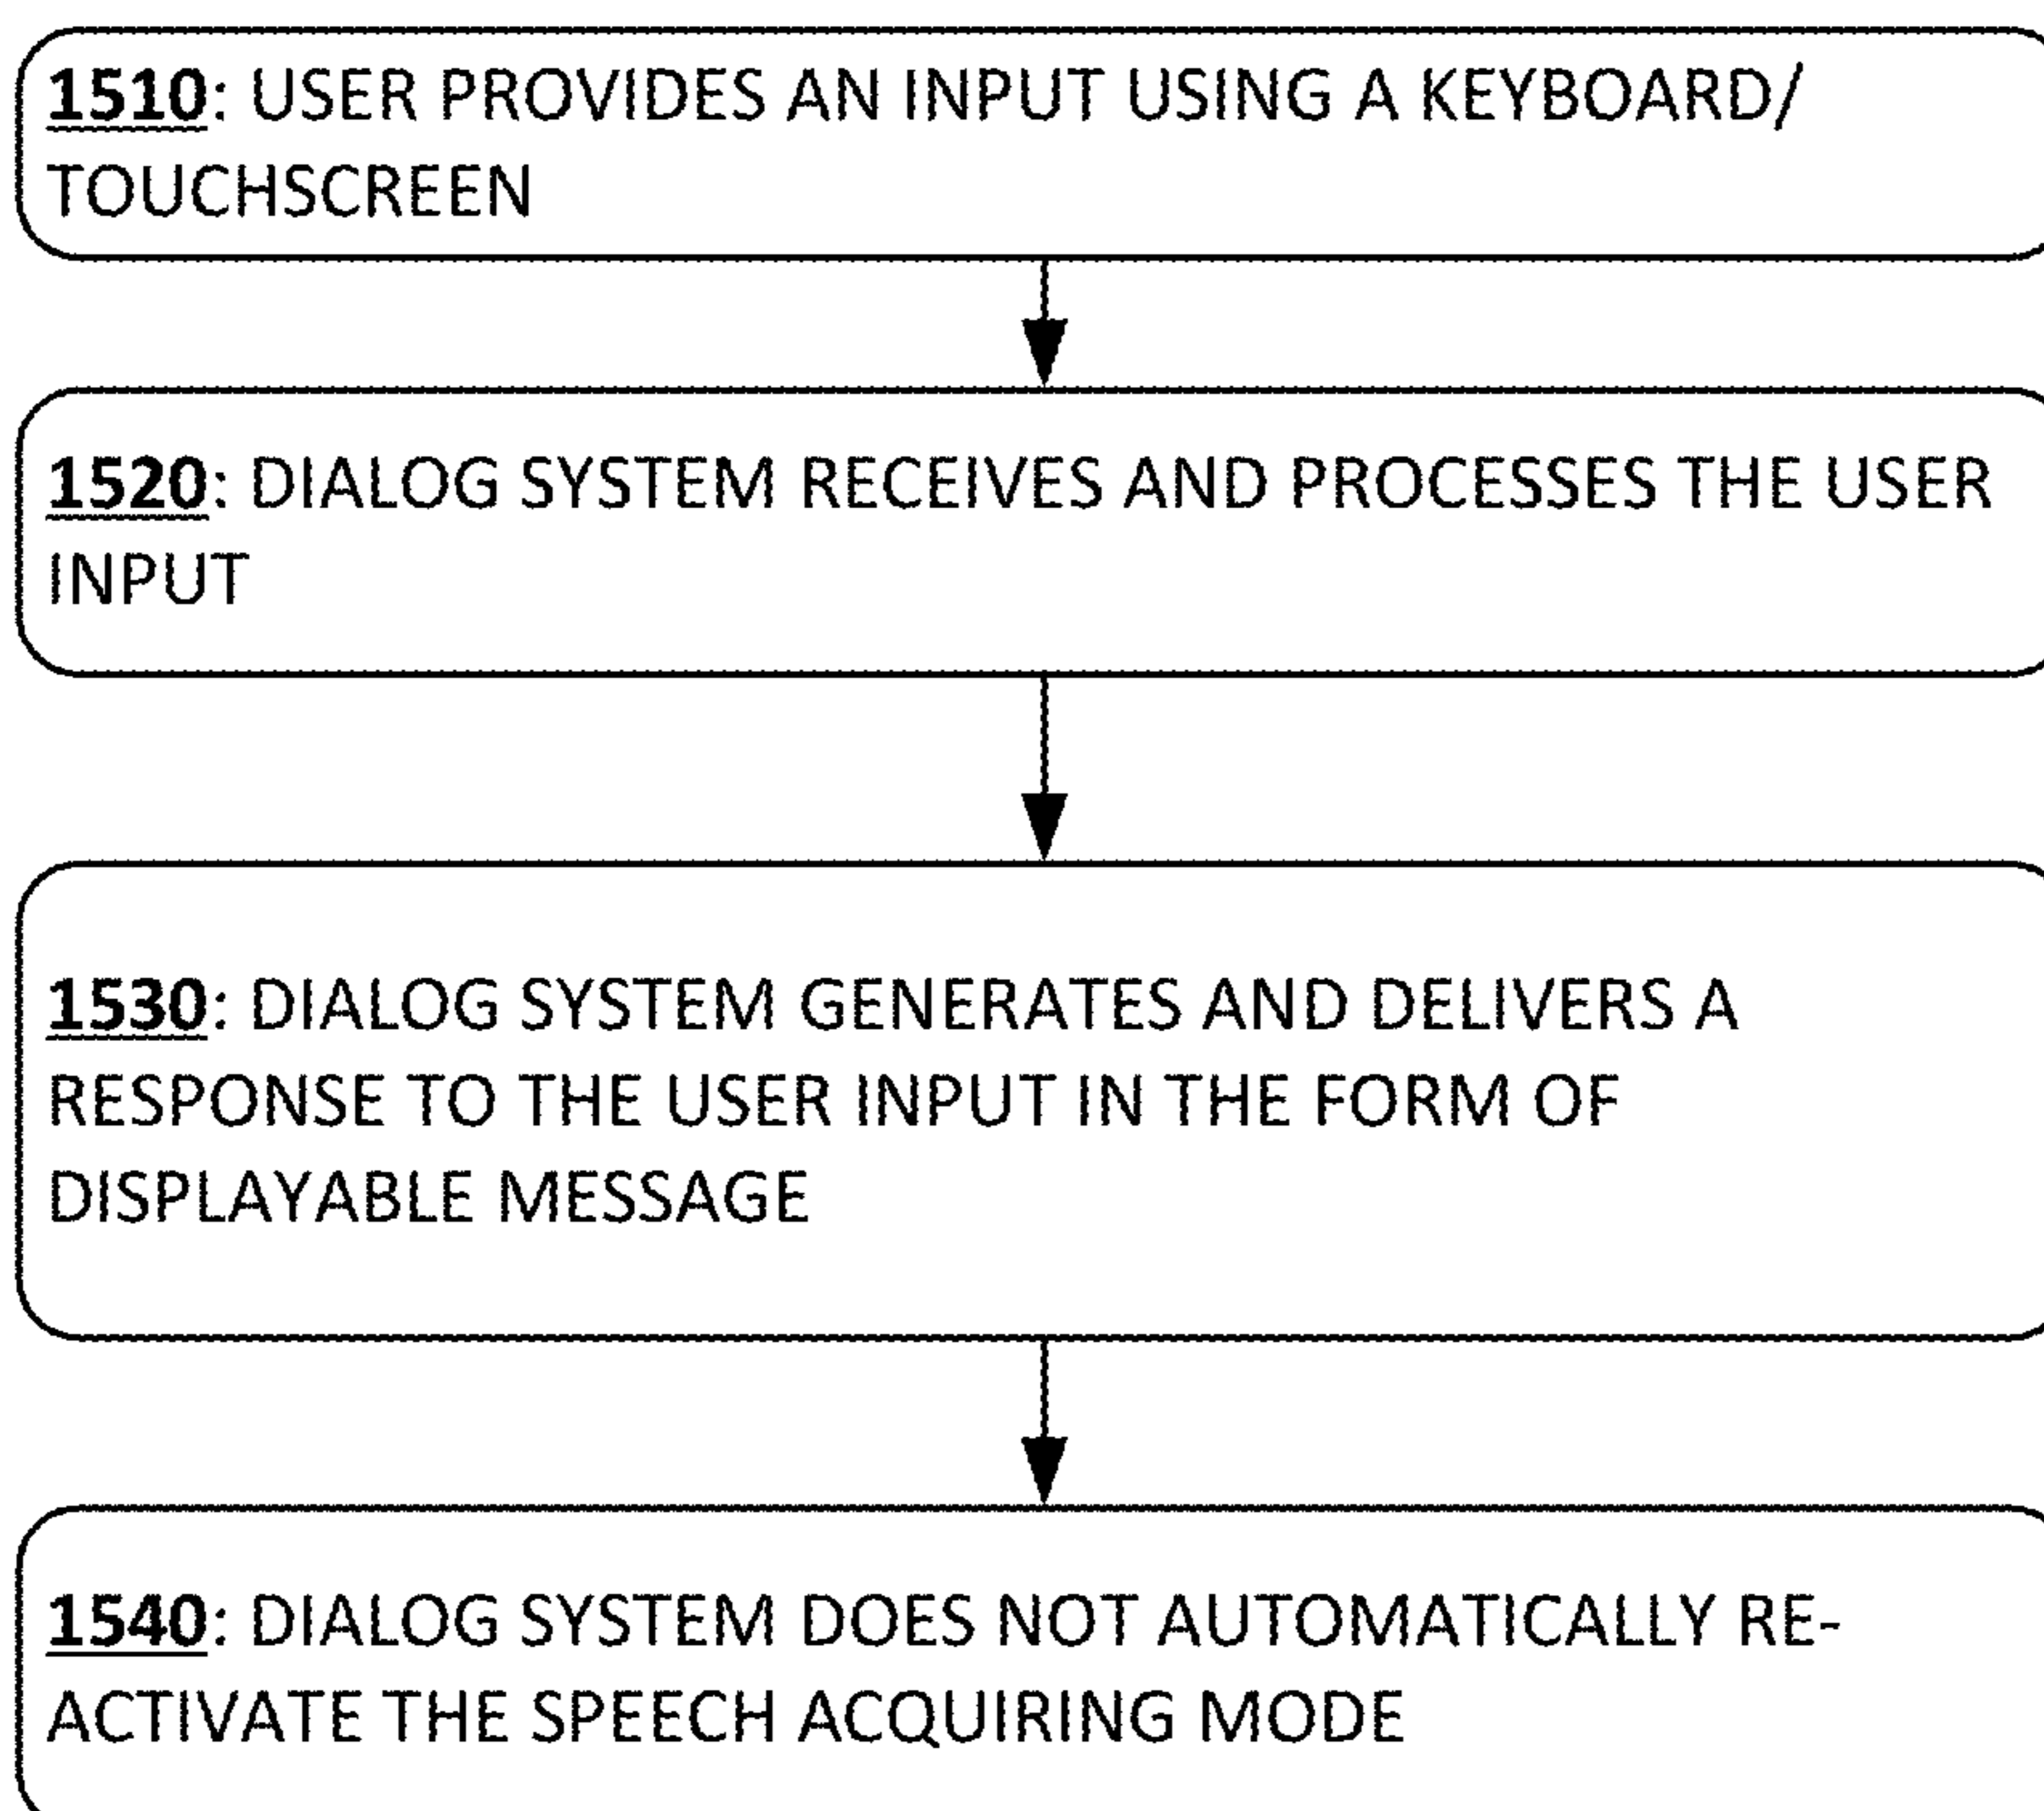 1510: USER PROVIDES AN INPUT USING A KEYBOARD/
TOUCHSCREEN
1520: DIALOG SYSTEM RECEIVES AND PROCESSES THE USER
INPUT
1530: DIALOG SYSTEM GENERATES AND DELIVERS A
RESPONSE TO THE USER INPUT IN THE FORM OF
DISPLAYABLE MESSAGE
1540: DIALOG SYSTEM DOES NOT AUTOMATICALLY RE-
ACTIVATE THE SPEECH ACQUIRING MODE